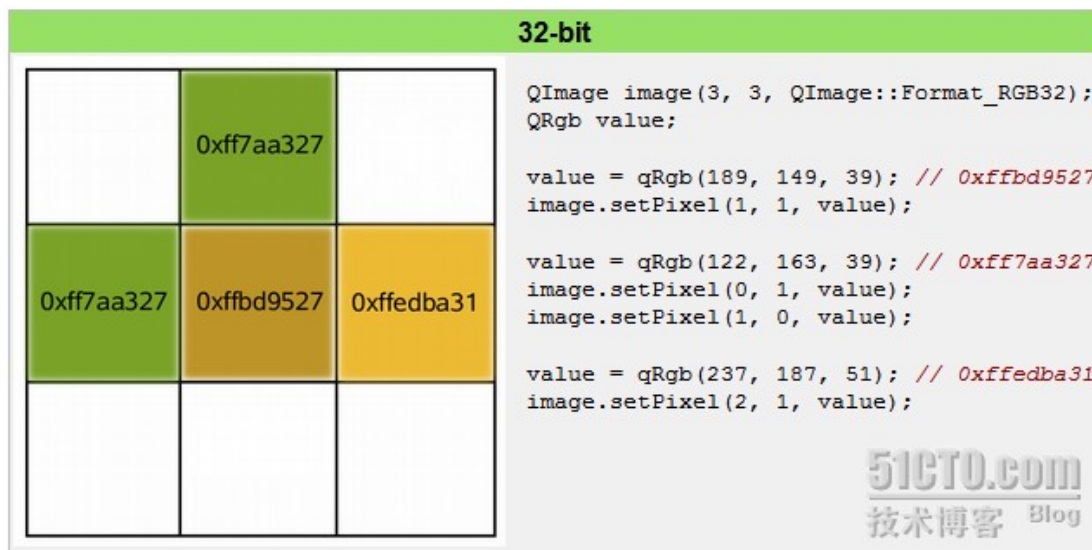 32-bit
0xff7aa327
0xff7aa327 0xffbd9527 0xffedba31
QImage image(3, 3, QImage::Format_RGB32);
QRgb value;
value = qRgb(189, 149, 39); // 0xffbd9527
image.setPixel(1, 1, value);
value = qRgb(122, 163, 39); // 0xff7aa327
image.setPixel(0, 1, value);
image.setPixel(1, 0, value);
value = qRgb(237, 187, 51); // 0xffedba31
image.setPixel(2, 1, value);
51CTO.com
技术博客 Blog